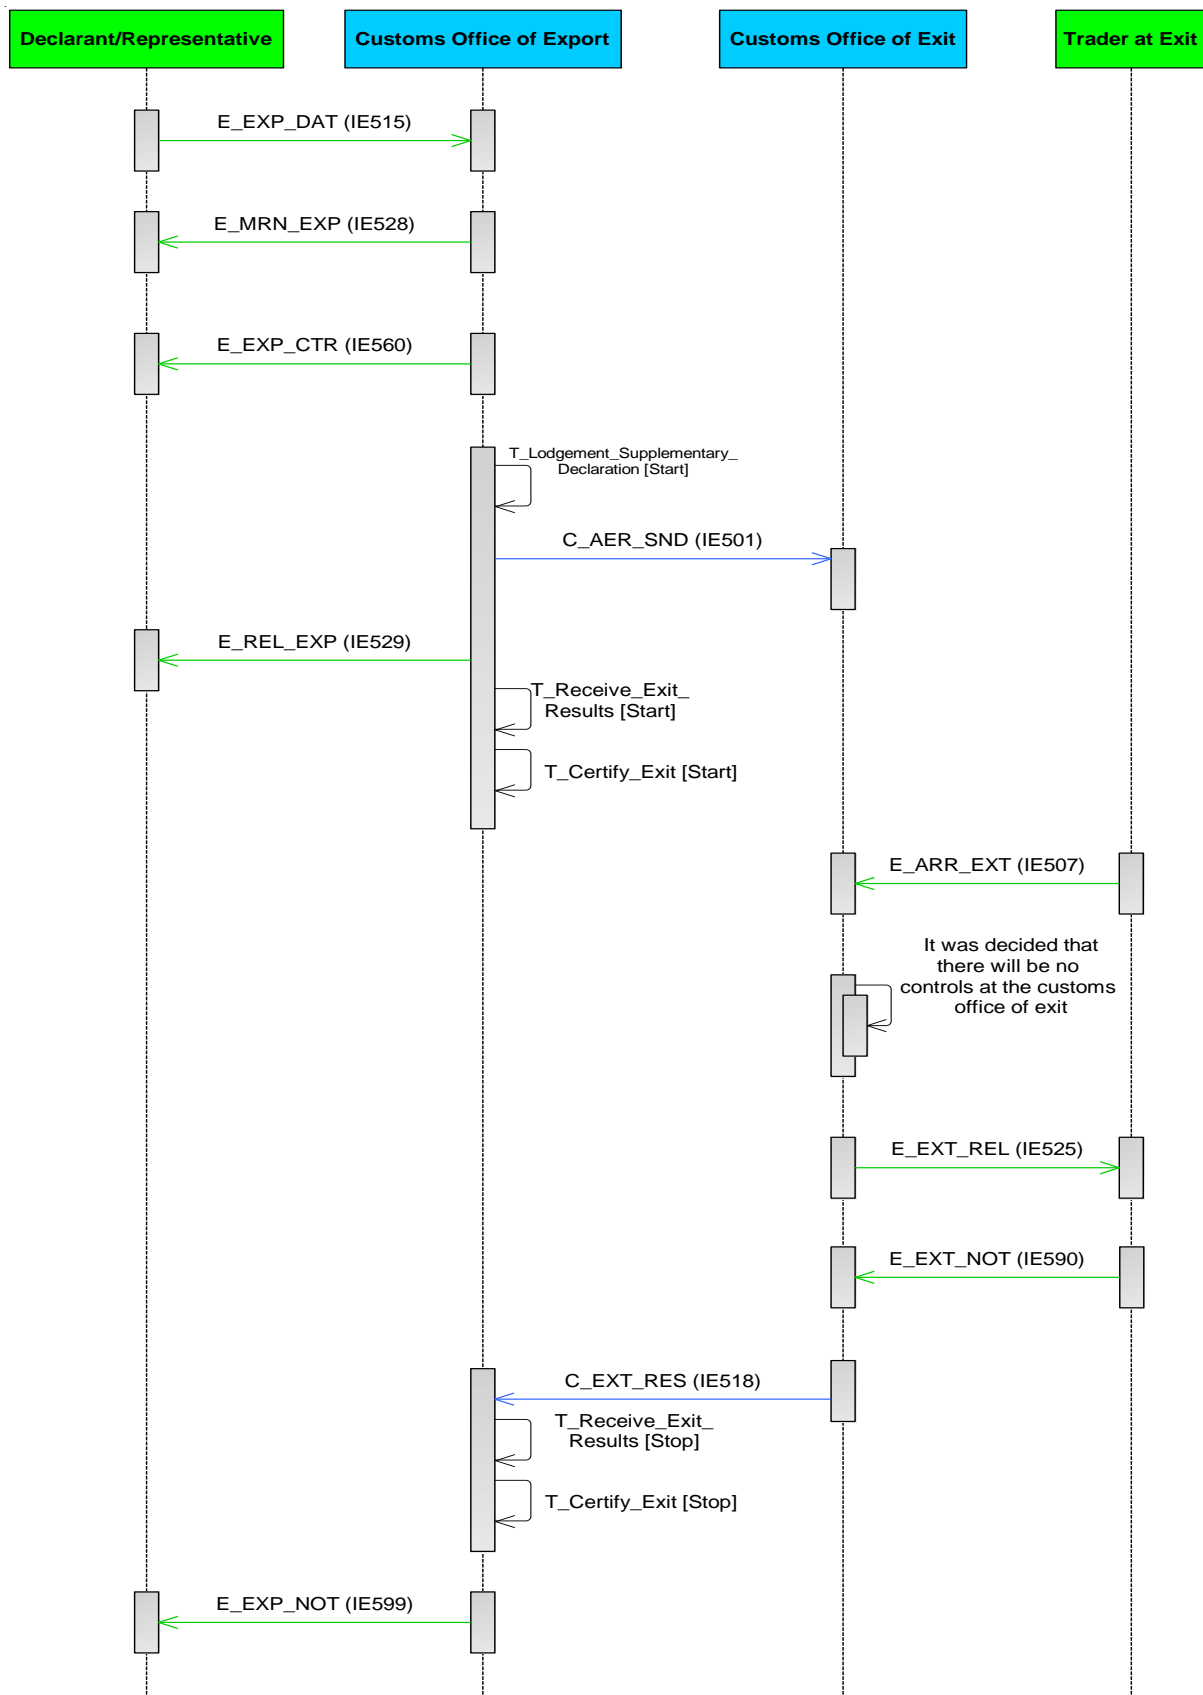 Declarant/Representative
Customs Office of Export
Customs Office of Exit
Trader at Exit
E_EXP_DAT (IE515)
E_MRN_EXP (IE528)
E_EXP_CTR (IE560)
T_Lodgement_Supplementary_
Declaration [Start]
C_AER_SND (IE501)
E_REL_EXP (IE529)
T_Receive_Exit_
Results [Start]
T_Certify_Exit [Start]
E_ARR_EXT (IE507)
It was decided that
there will be no
controls at the customs
office of exit
E_EXT_REL (IE525)
E_EXT_NOT (IE590)
C_EXT_RES (IE518)
T_Receive_Exit_
Results [Stop]
T_Certify_Exit [Stop]
E_EXP_NOT (IE599)